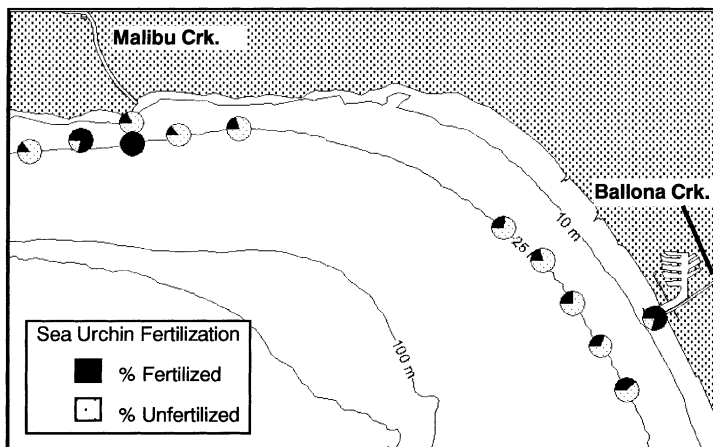 Malibu Crk.
Ballona Crk.
10 m
25
100 m
Sea Urchin Fertilization
% Fertilized
% Unfertilized